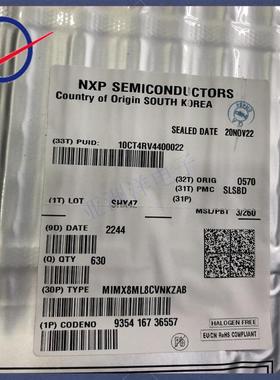 NXP SEMICONDUCTORS
Country of Origin SOUTH KOREA
SEALED DATE 20NOV22
(33T) PUID: 10CT4RV4400022
(32T) ORIG 0570
(31T) PMC SLSBD
(31P)
(1T) LOT SHY47
MSL/PBT 3/260
(9D) DATE 2244
(Q) QTY 630
(30P) TYPE MIMX8ML8CVNKZAB
(1P) CODENO 9354 167 36557
HALOGEN FREE
EU/CN RoHS COMPLIANT